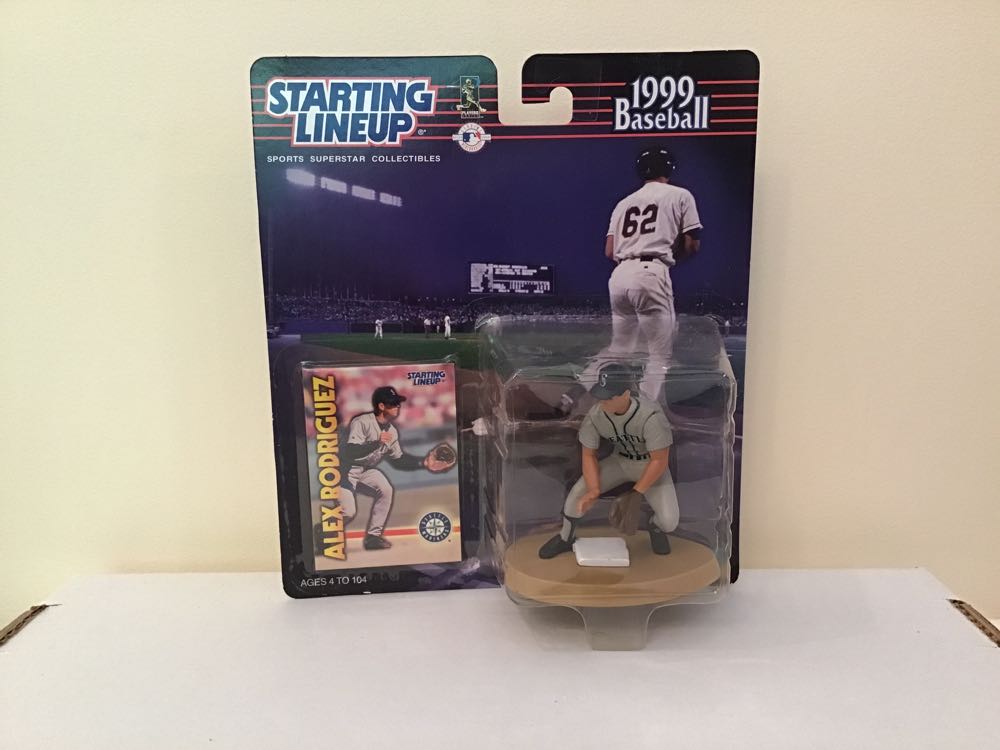 STARTING
LINEUP
1999
Baseball
SPORTS SUPERSTAR COLLECTIBLES
62
STARTING
LINEUP
ALEX RODRIGUEZ
AGES 4 TO 104